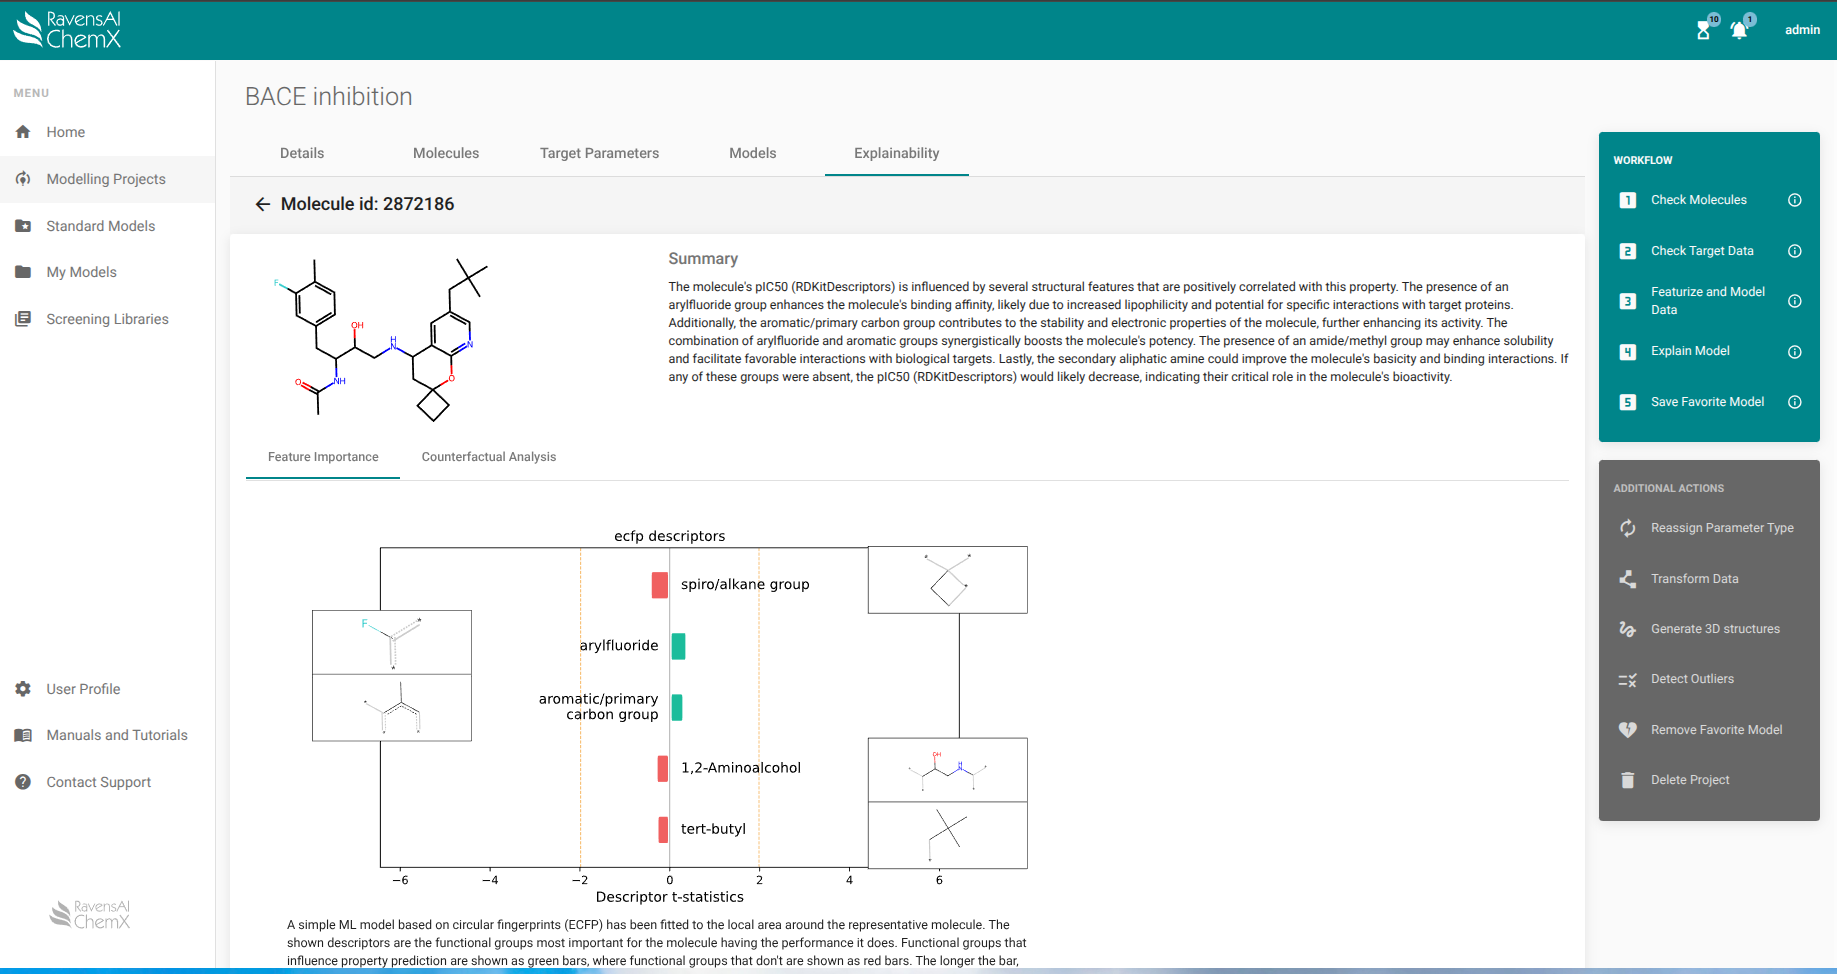 RavensAI
ChemX
10
1
admin
MENU
Home
Modelling Projects
Standard Models
My Models
Screening Libraries
User Profile
Manuals and Tutorials
Contact Support
RavensAI
ChemX
BACE inhibition
Details
Molecules
Target Parameters
Models
Explainability
Molecule id: 2872186
F
OH
H
N
N
O
NH
O
Summary
The molecule's pIC50 (RDKitDescriptors) is influenced by several structural features that are positively correlated with this property. The presence of an
arylfluoride group enhances the molecule's binding affinity, likely due to increased lipophilicity and potential for specific interactions with target proteins.
Additionally, the aromatic/primary carbon group contributes to the stability and electronic properties of the molecule, further enhancing its activity. The
combination of arylfluoride and aromatic groups synergistically boosts the molecule's potency. The presence of an amide/methyl group may enhance solubility
and facilitate favorable interactions with biological targets. Lastly, the secondary aliphatic amine could improve the molecule's basicity and binding interactions. If
any of these groups were absent, the pIC50 (RDKitDescriptors) would likely decrease, indicating their critical role in the molecule's bioactivity.
Feature Importance
Counterfactual Analysis
ecfp descriptors
spiro/alkane group
F
arylfluoride
aromatic/primary
carbon group
1,2-Aminoalcohol
OH
H
N
tert-butyl
−6
−4
−2
0
2
4
6
Descriptor t-statistics
A simple ML model based on circular fingerprints (ECFP) has been fitted to the local area around the representative molecule. The
shown descriptors are the functional groups most important for the molecule having the performance it does. Functional groups that
influence property prediction are shown as green bars, where functional groups that don't are shown as red bars. The longer the bar,
WORKFLOW
1 Check Molecules
2 Check Target Data
3 Featurize and Model
Data
4 Explain Model
5 Save Favorite Model
ADDITIONAL ACTIONS
Reassign Parameter Type
Transform Data
Generate 3D structures
Detect Outliers
Remove Favorite Model
Delete Project